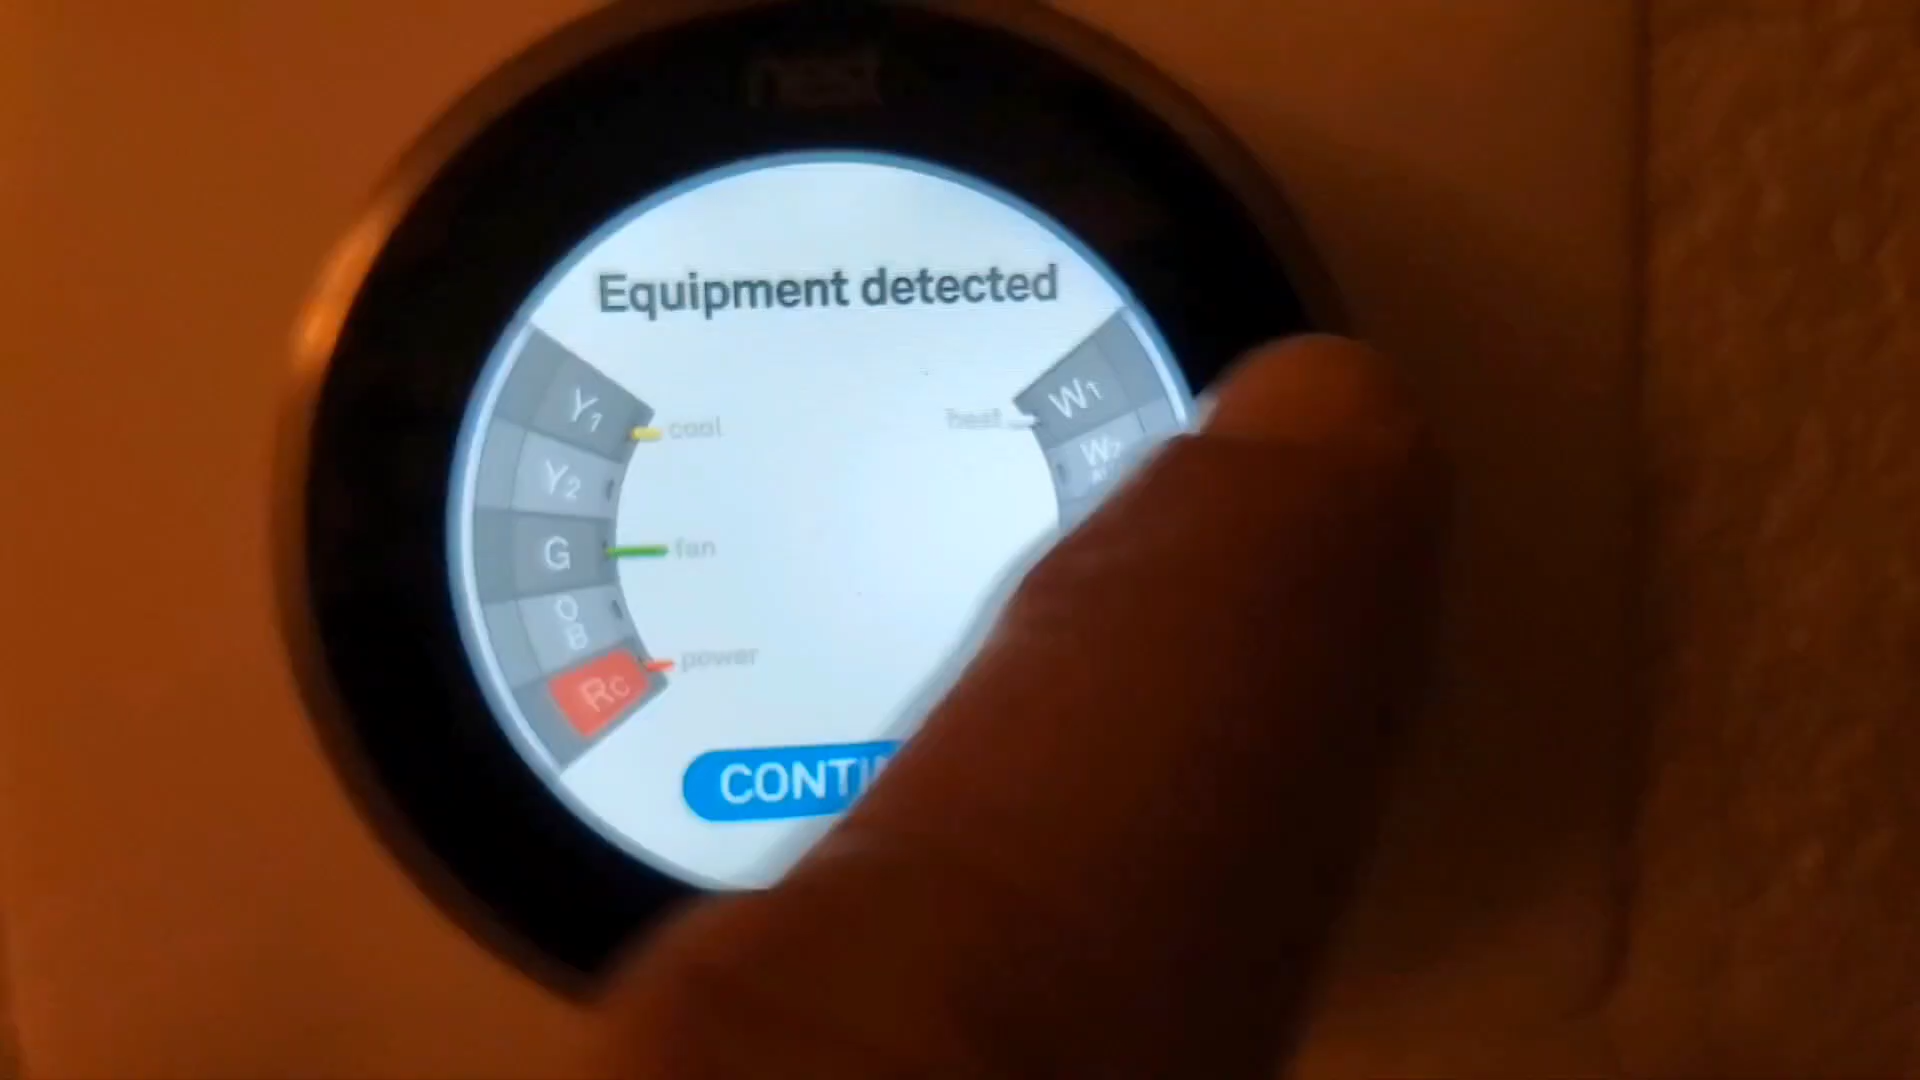 nest
Equipment detected
Y1
cool
heat
W1
Y2
W2
G
fan
O
B
Rc
power
CONTI